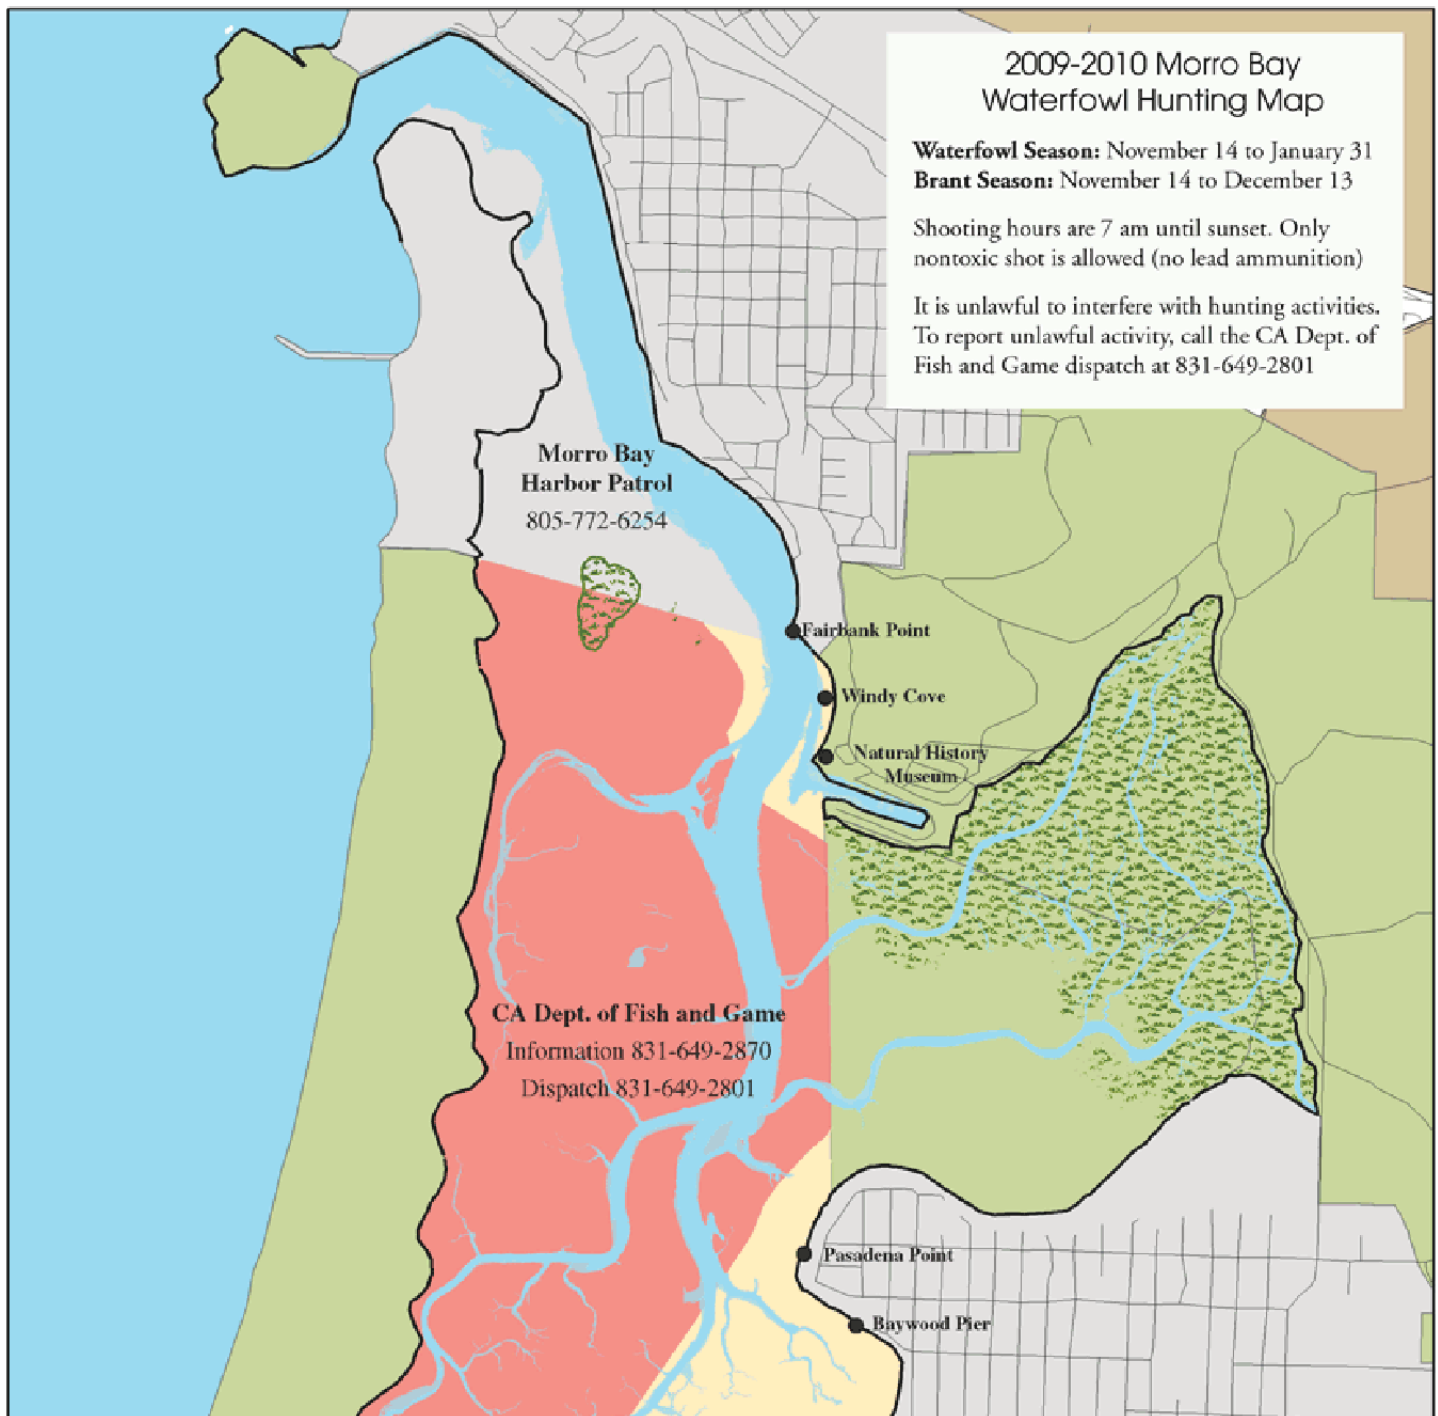 2009-2010 Morro Bay
Waterfowl Hunting Map
Waterfowl Season: November 14 to January 31
Brant Season: November 14 to December 13
Shooting hours are 7 am until sunset. Only
nontoxic shot is allowed (no lead ammunition)
It is unlawful to interfere with hunting activities.
To report unlawful activity, call the CA Dept. of
Fish and Game dispatch at 831-649-2801
Morro Bay
Harbor Patrol
805-772-6254
Fairbank Point
Windy Cove
Natural History
Museum
CA Dept. of Fish and Game
Information 831-649-2870
Dispatch 831-649-2801
Pasadena Point
Baywood Pier